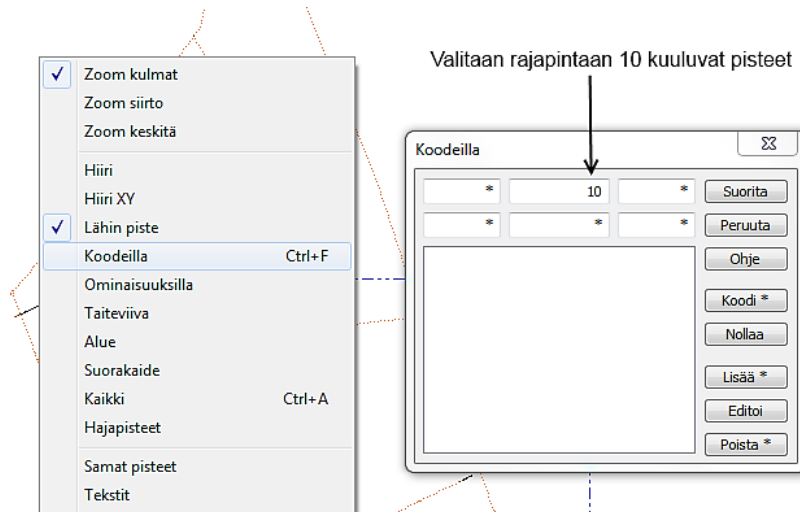 Valitaan rajapintaan 10 kuuluvat pisteet
Zoom kulmat
Zoom siirto
Zoom keskitä
Hiiri
Hiiri XY
Lähin piste
Koodeilla Ctrl+F
Ominaisuuksilla
Taiteviiva
Alue
Suorakaide
Kaikki Ctrl+A
Hajapisteet
Samat pisteet
Tekstit
Koodeilla
* 10 * Suorita
* * * Peruuta
Ohje
Koodi *
Nollaa
Lisää *
Editoi
Poista *